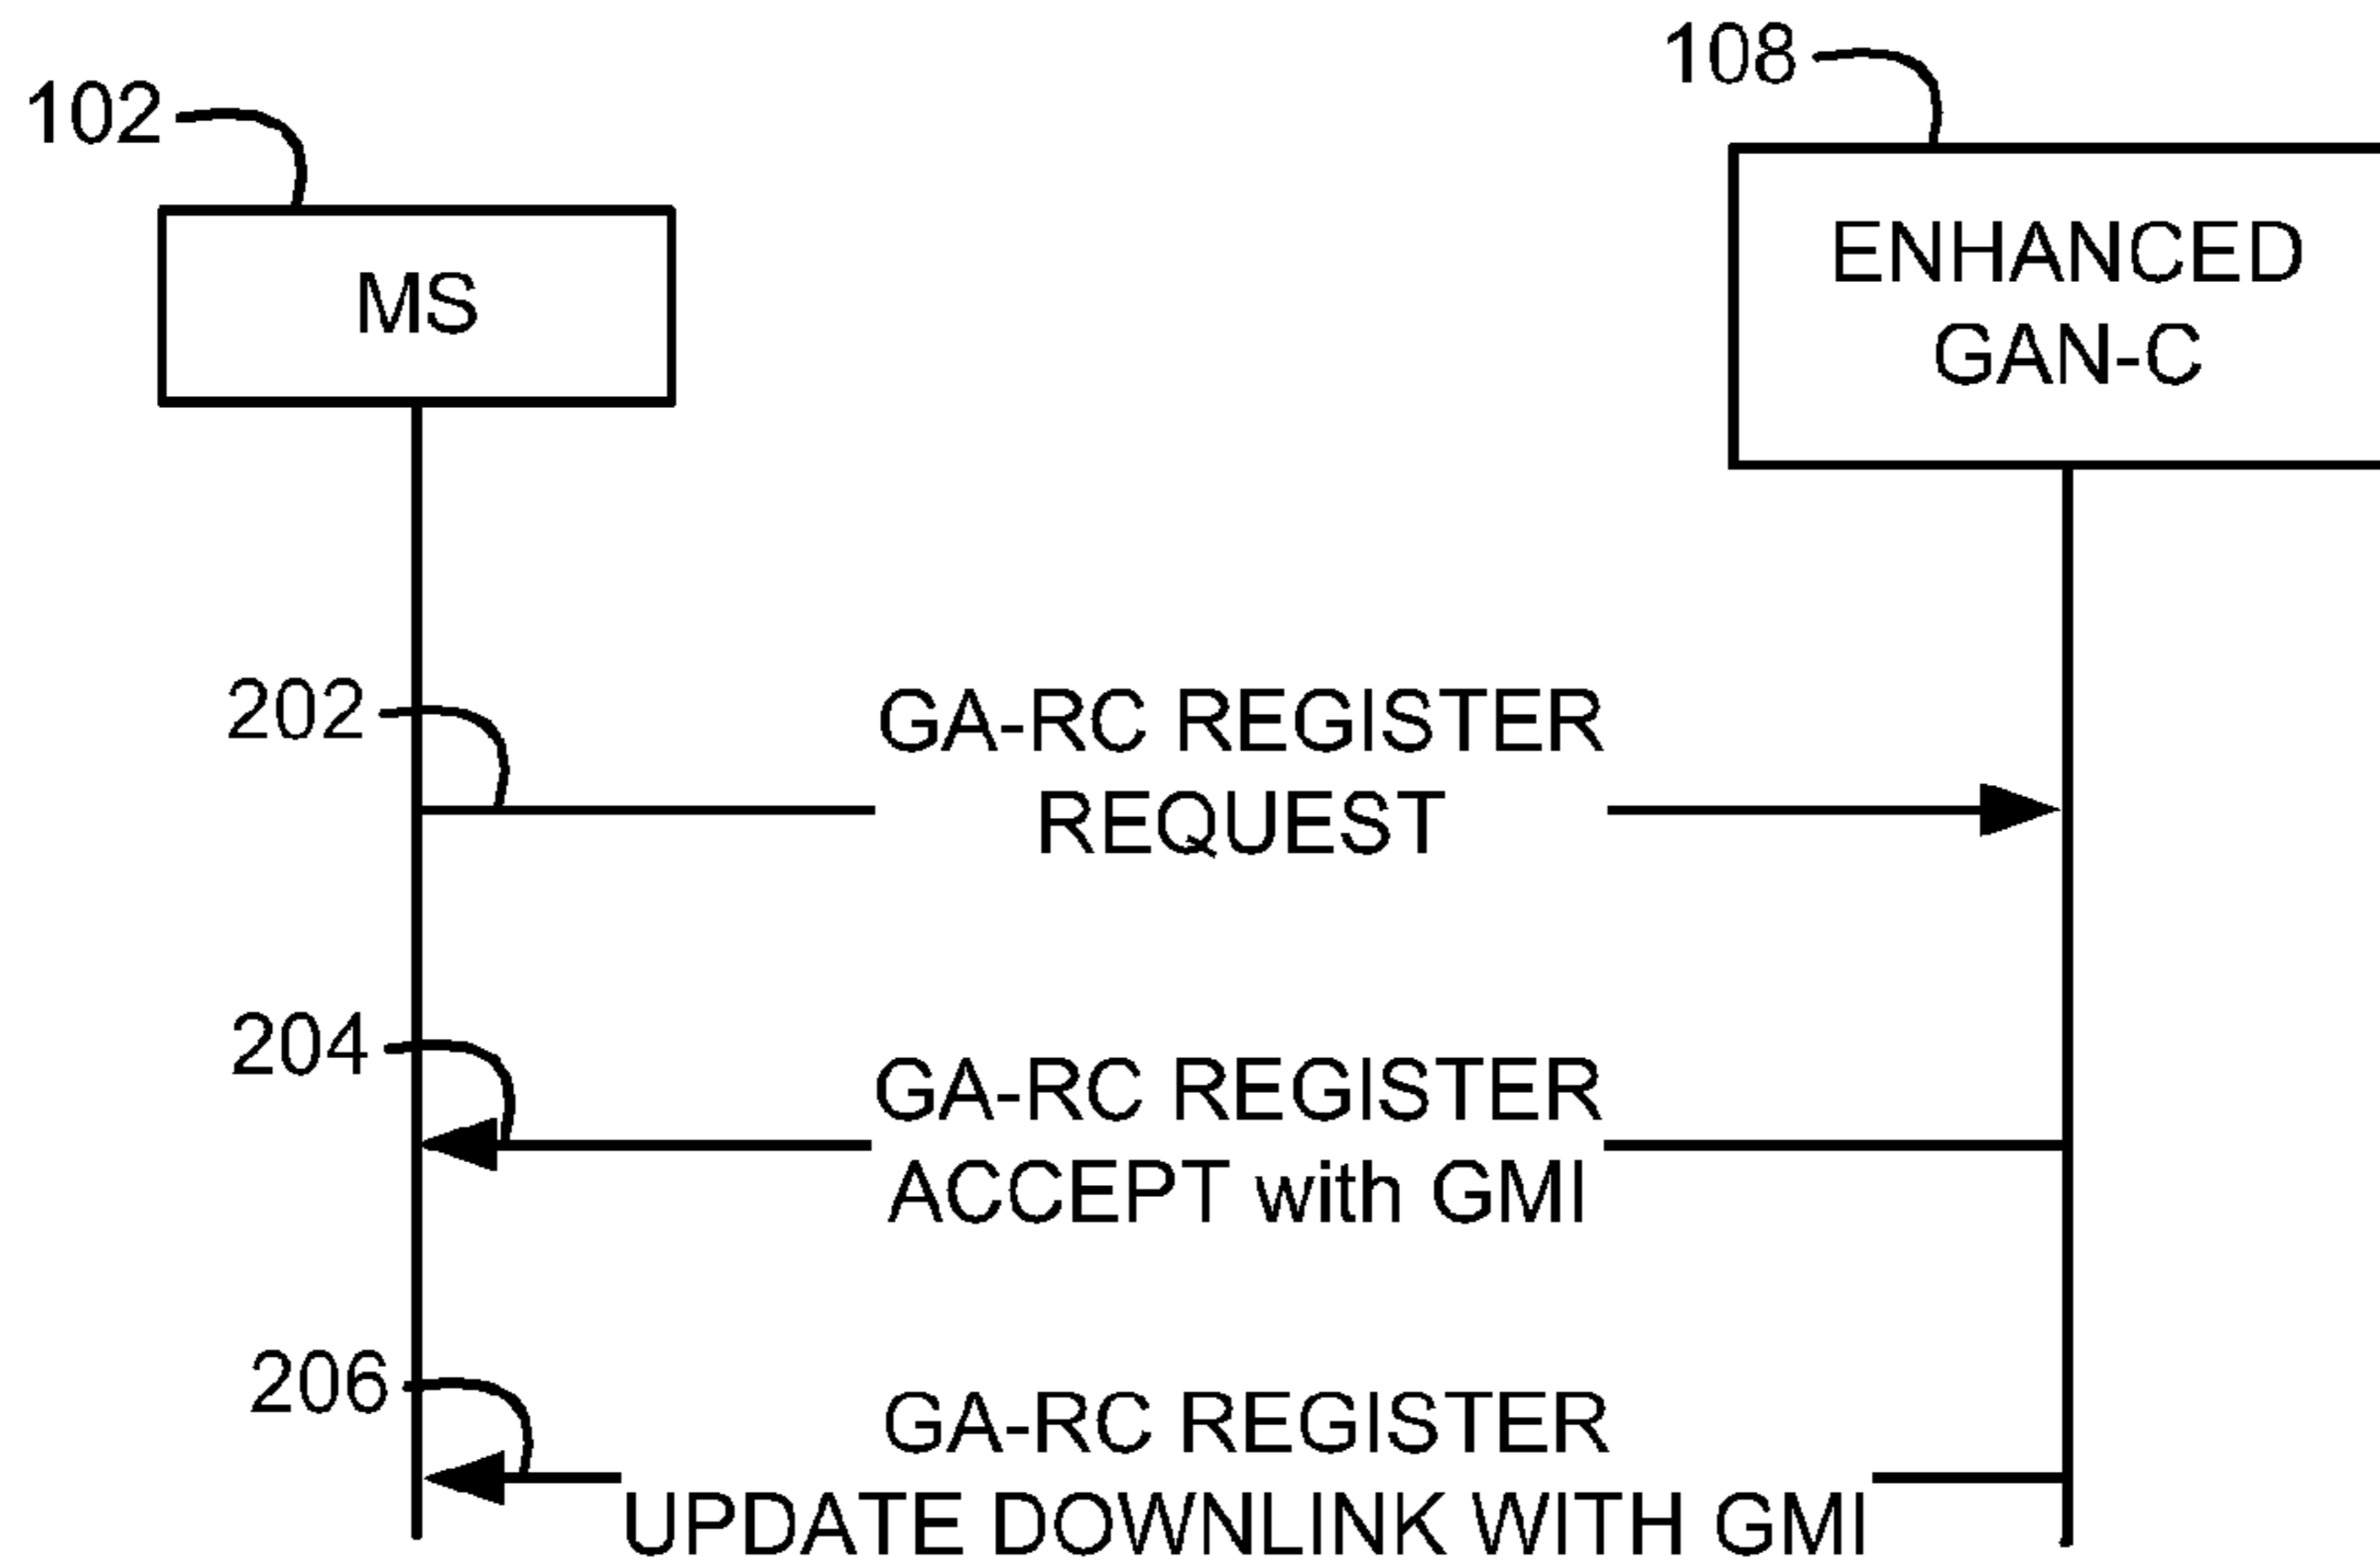 108
102
ENHANCED
GAN-C
MS
202
GA-RC REGISTER
REQUEST
204
GA-RC REGISTER
ACCEPT with GMI
206
GA-RC REGISTER
UPDATE DOWNLINK WITH GMI